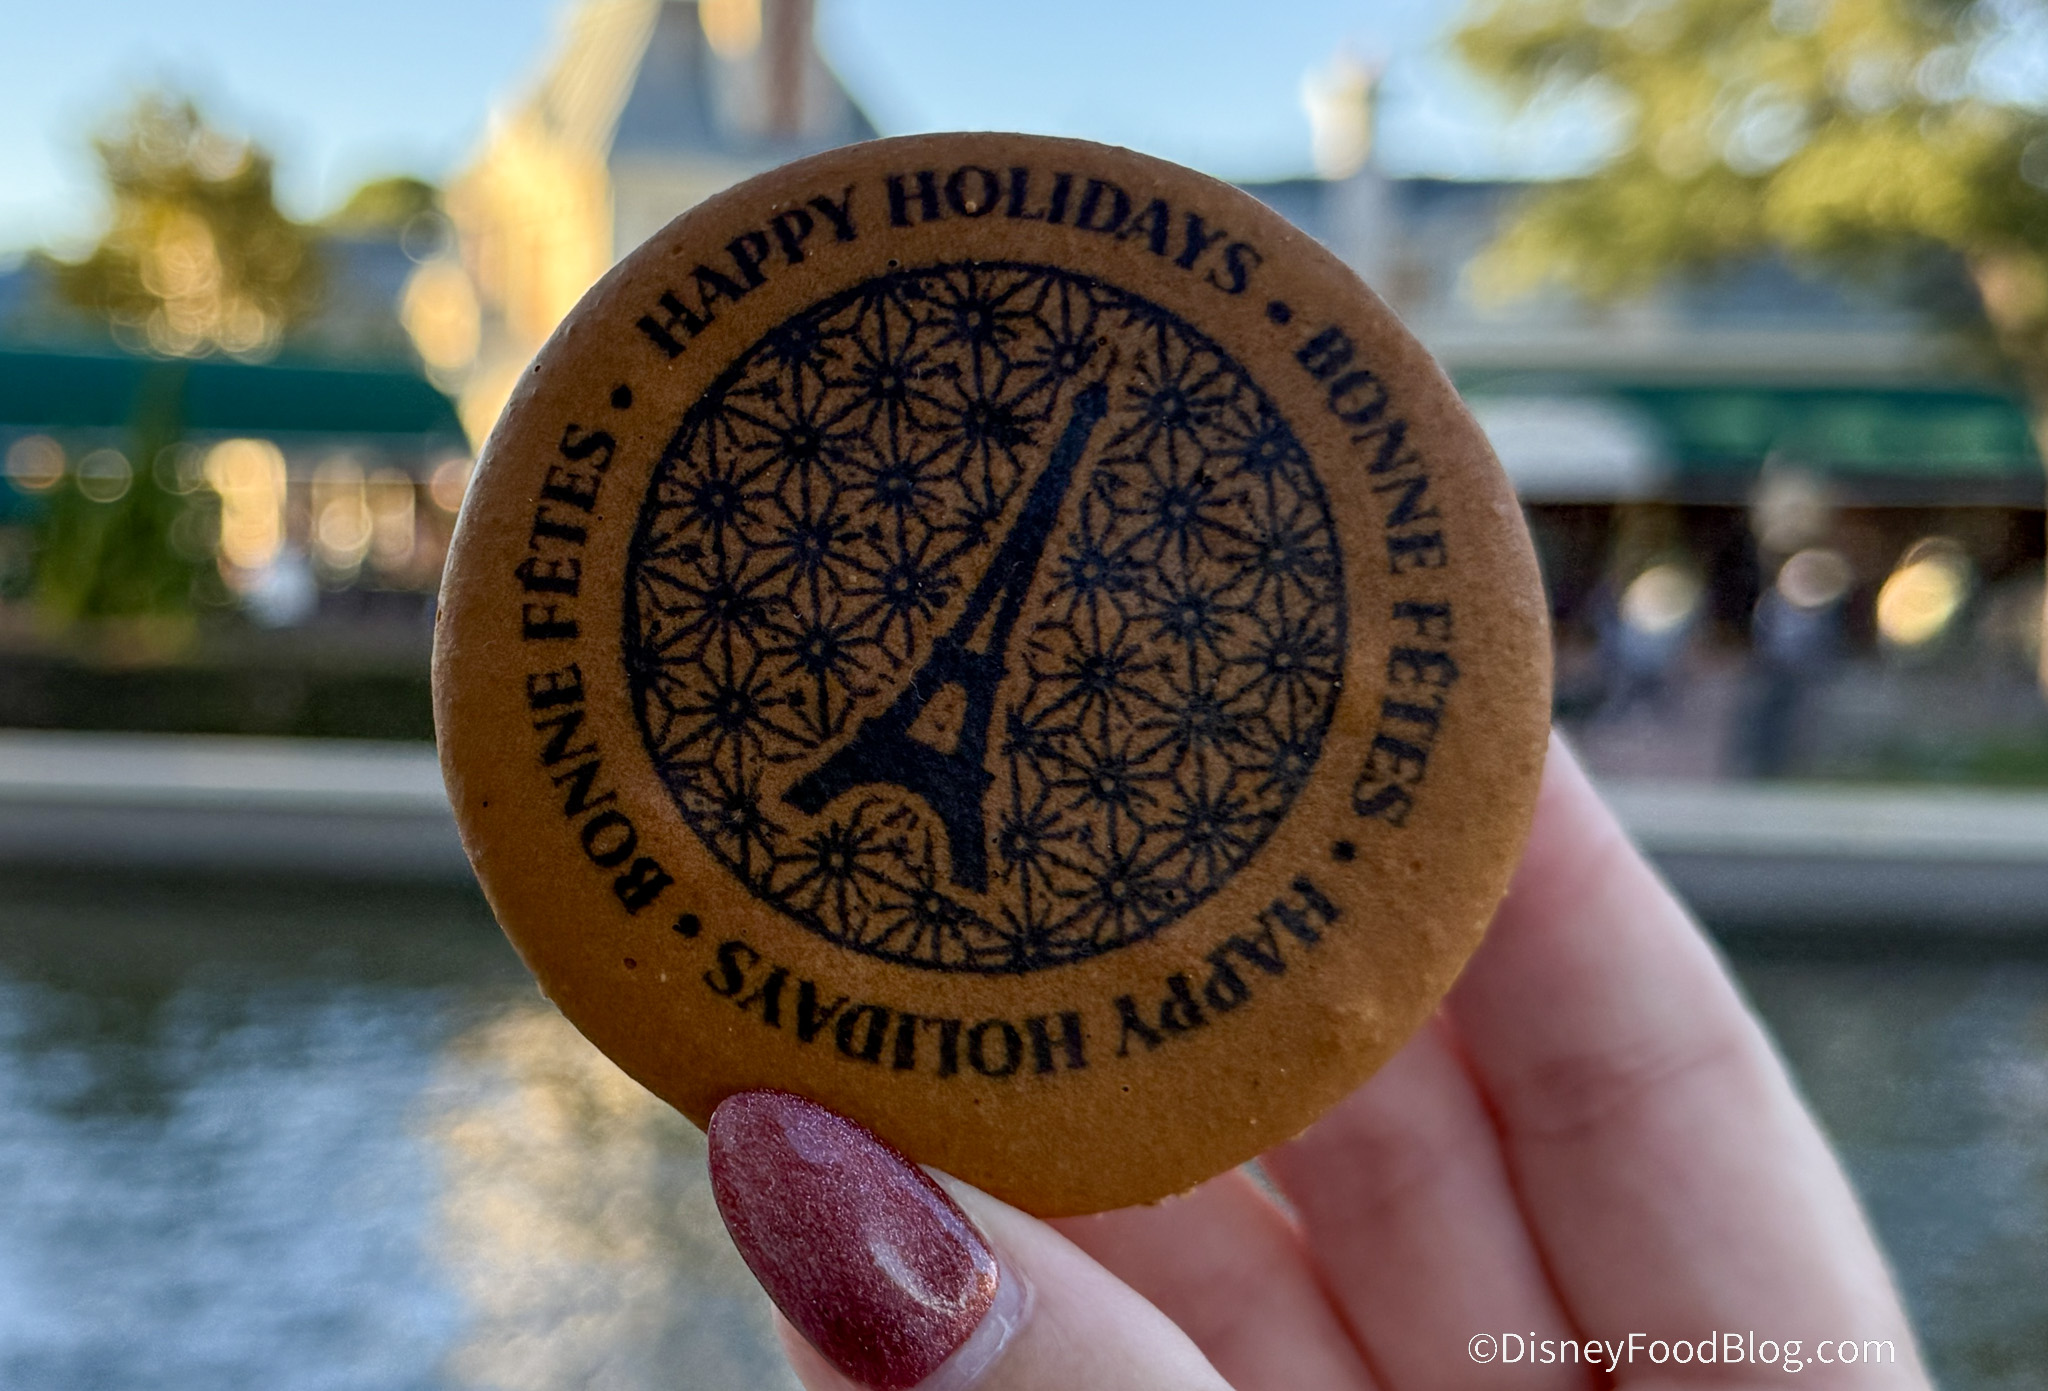 HAPPY HOLIDAYS • BONNE FÊTES • HAPPY HOLIDAYS • BONNE FÊTES •
©DisneyFoodBlog.com